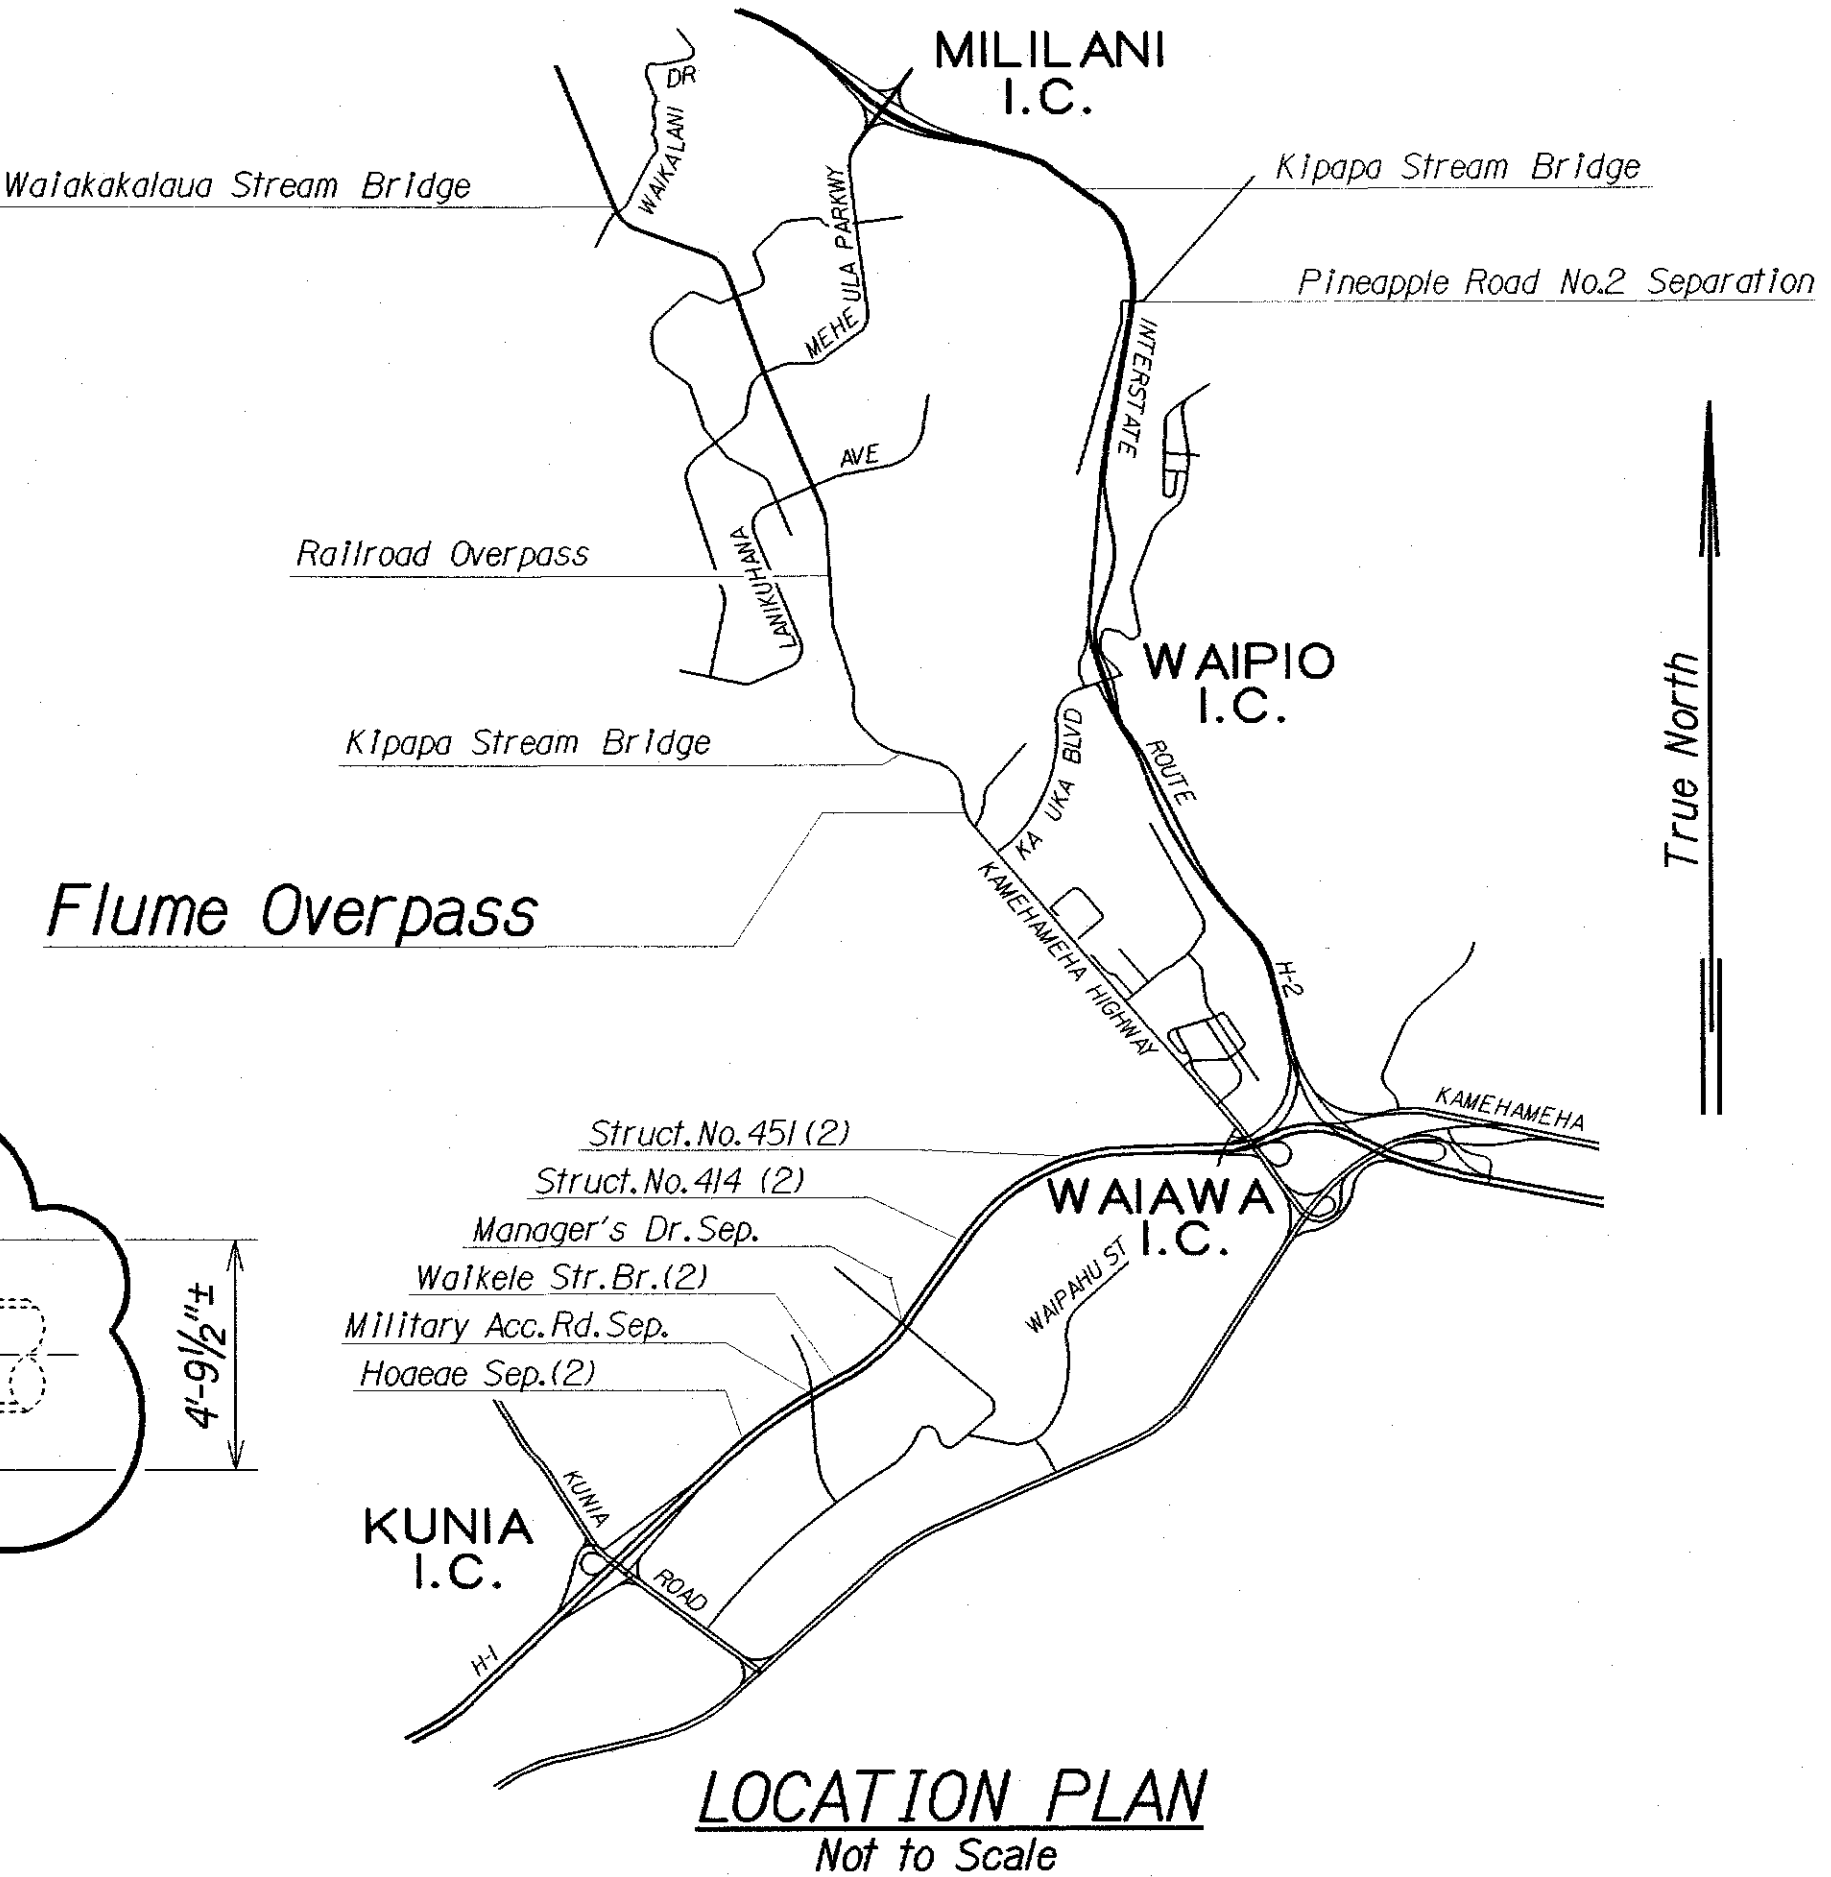 MILILANI
I.C.
WAIKALANI DR
Waiakakalaua Stream Bridge
Kipapa Stream Bridge
MEHE ULA PARKWY
Pineapple Road No.2 Separation
INTERSTATE
AVE
Railroad Overpass
LANIKUHANA
WAIPIO
I.C.
Kipapa Stream Bridge
KA UKA BLVD
ROUTE
True North
Flume Overpass
KAMEHAMEHA HIGHWAY
H-2
KAMEHAMEHA
Struct.No.451(2)
Struct.No.414 (2)
WAIAWA
I.C.
Manager's Dr.Sep.
Waikele Str.Br.(2)
WAIPAHU ST
Military Acc.Rd.Sep.
Hoaeae Sep.(2)
4'-9½"±
KUNIA
ROAD
KUNIA
I.C.
H-1
LOCATION PLAN
Not to Scale